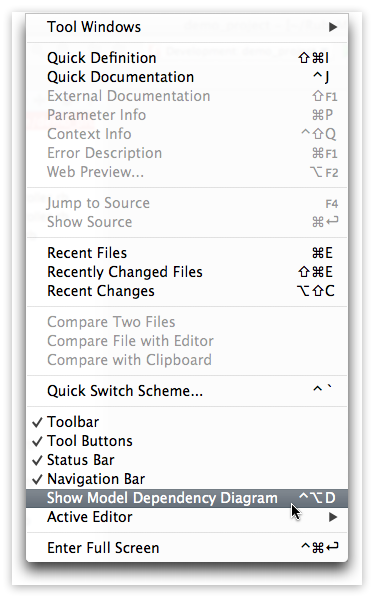 Tool Windows ▶
Quick Definition ⇧⌘I
Quick Documentation ^J
External Documentation ⇧F1
Parameter Info ⌘P
Context Info ^⇧Q
Error Description ⌘F1
Web Preview... ⌥F2
Jump to Source F4
Show Source ⌘↩
Recent Files ⌘E
Recently Changed Files ⇧⌘E
Recent Changes ⌥⇧C
Compare Two Files
Compare File with Editor
Compare with Clipboard
Quick Switch Scheme... ^`
✓ Toolbar
✓ Tool Buttons
✓ Status Bar
✓ Navigation Bar
Show Model Dependency Diagram ^⌥D
Active Editor ▶
Enter Full Screen ^⌘↩